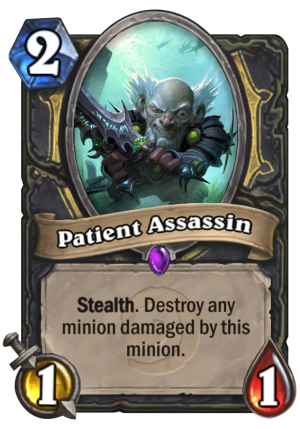 2
Patient Assassin
Stealth. Destroy any
minion damaged by this
minion.
1
1